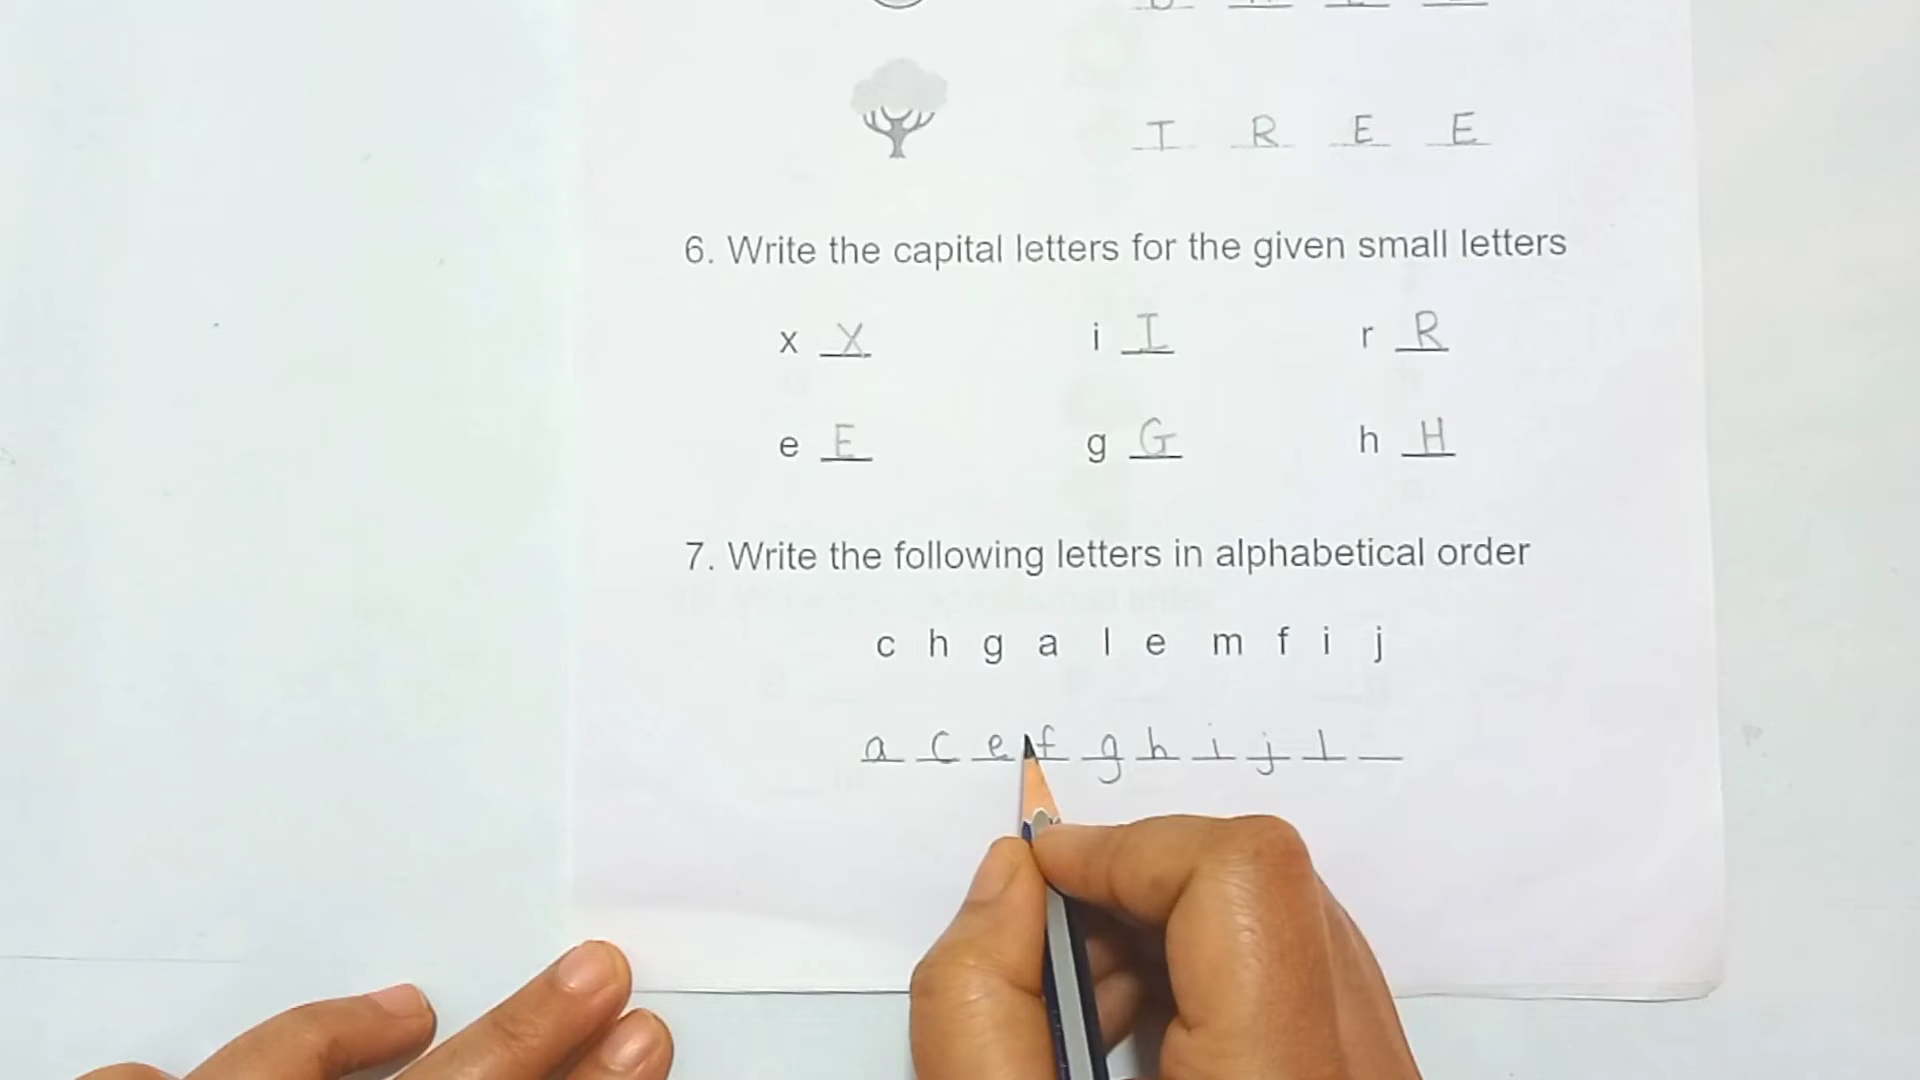 T R E E
6. Write the capital letters for the given small letters
x X i I r R
e E g G h H
7. Write the following letters in alphabetical order
c h g a l e m f i j
a c e f g h i j l